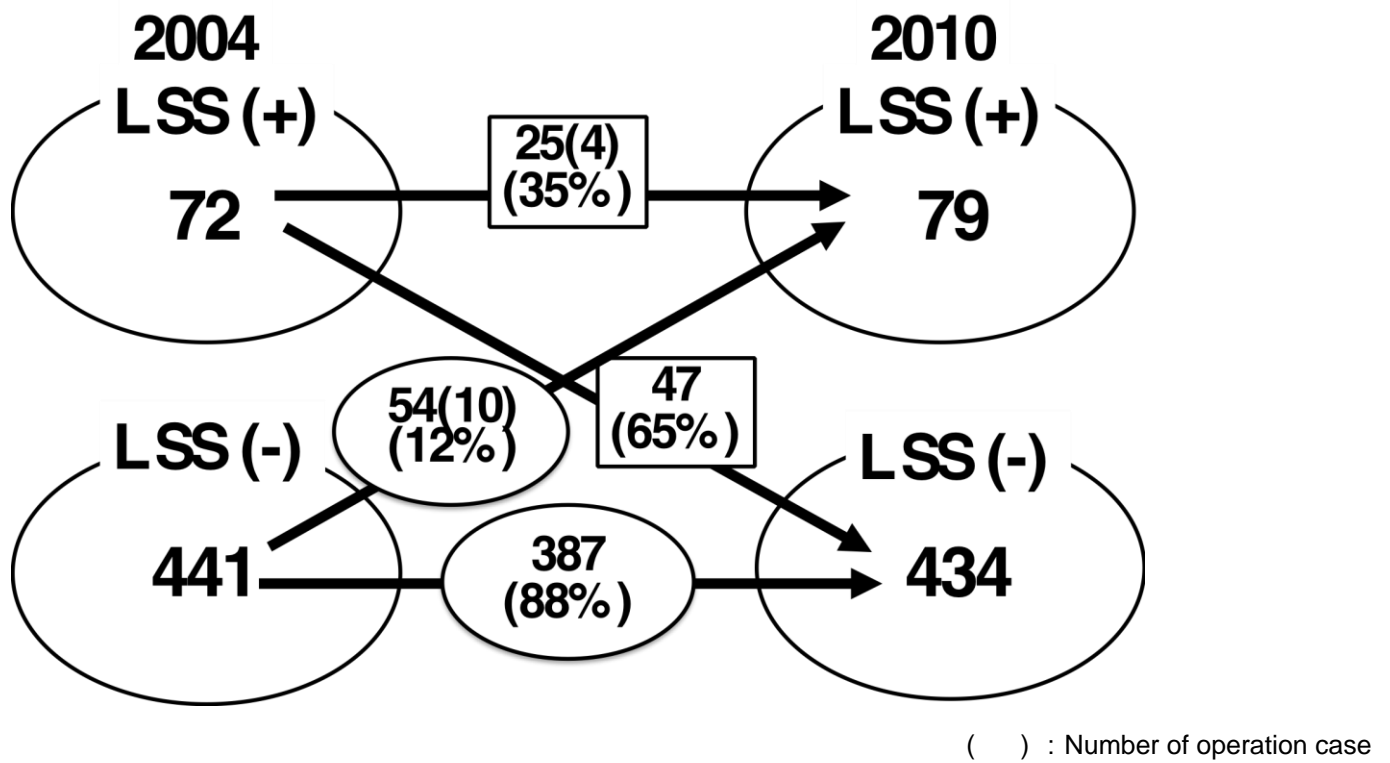 2004
LSS (+)
72
2010
LSS (+)
79
25(4)
(35%)
54(10)
(12%)
47
(65%)
LSS (-)
441
387
(88%)
LSS (-)
434
(    ) : Number of operation case